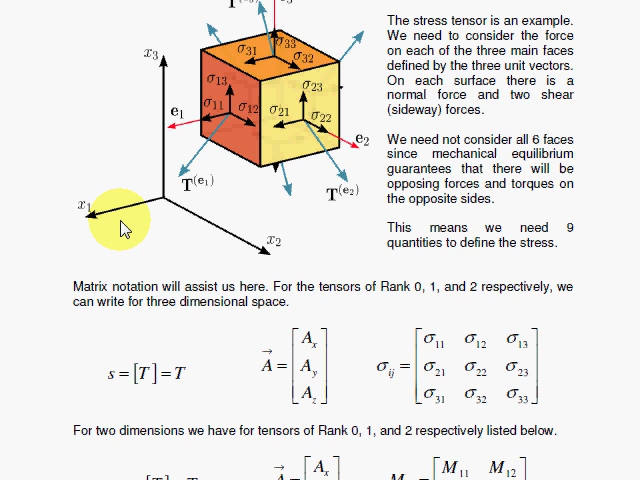 The stress tensor is an example.
We need to consider the force
on each of the three main faces
defined by the three unit vectors.
On each surface there is a
normal force and two shear
(sideway) forces.
We need not consider all 6 faces
since mechanical equilibrium
guarantees that there will be
opposing forces and torques on
the opposite sides.
This means we need 9
quantities to define the stress.
x3
σ33
σ31
σ32
σ13
σ23
e1
σ11
σ12
σ21
σ22
e2
T(e1)
T(e2)
x1
x2
Matrix notation will assist us here. For the tensors of Rank 0, 1, and 2 respectively, we
can write for three dimensional space.
s = [T] = T
A = [Ax Ay Az]
σij = [σ11 σ12 σ13
σ21 σ22 σ23
σ31 σ32 σ33]
For two dimensions we have for tensors of Rank 0, 1, and 2 respectively listed below.
Ax
M11 M12